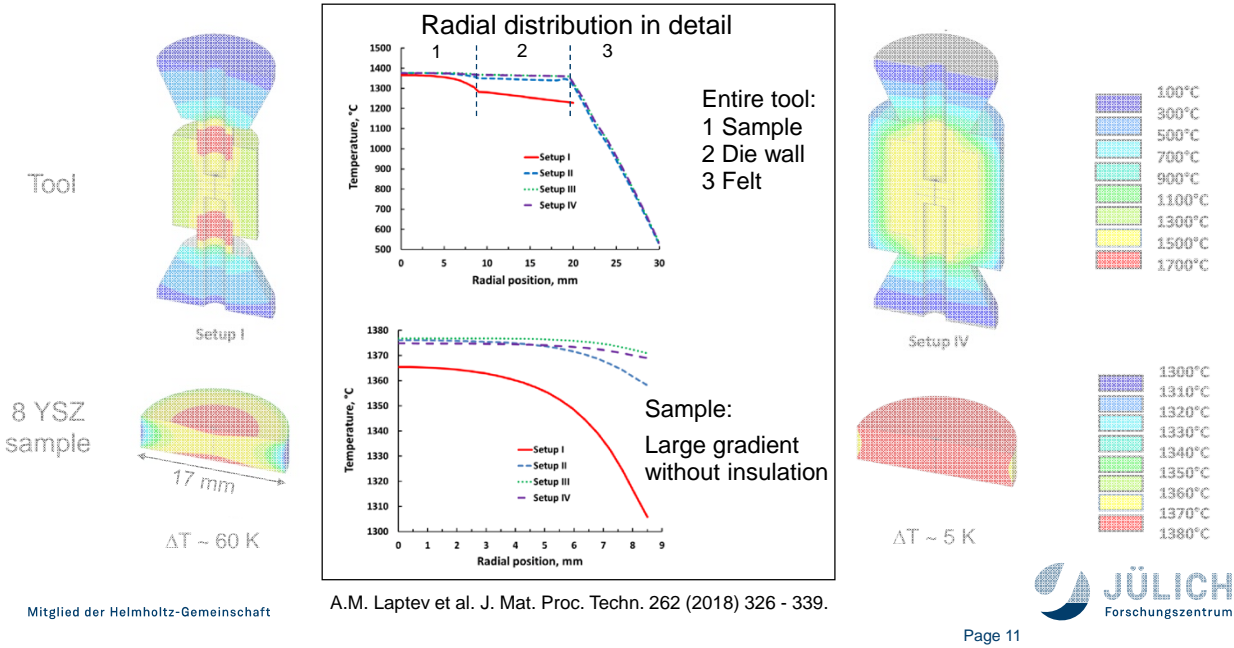 Radial distribution in detail
1 2 3
1500
1400
1300
1200
1100
1000
900
800
700
600
500
Temperature, °C
Setup I
Setup II
Setup III
Setup IV
0 5 10 15 20 25 30
Radial position, mm
Entire tool:
1 Sample
2 Die wall
3 Felt
Tool
Setup I
Setup IV
100°C
300°C
500°C
700°C
900°C
1100°C
1300°C
1500°C
1700°C
1380
1370
1360
1350
1340
1330
1320
1310
1300
Temperature, °C
Setup I
Setup II
Setup III
Setup IV
0 1 2 3 4 5 6 7 8 9
Radial position, mm
Sample:
Large gradient
without insulation
8 YSZ
sample
17 mm
ΔT ~ 60 K
ΔT ~ 5 K
1300°C
1310°C
1320°C
1330°C
1340°C
1350°C
1360°C
1370°C
1380°C
Mitglied der Helmholtz-Gemeinschaft
A.M. Laptev et al. J. Mat. Proc. Techn. 262 (2018) 326 - 339.
JÜLICH
Forschungszentrum
Page 11